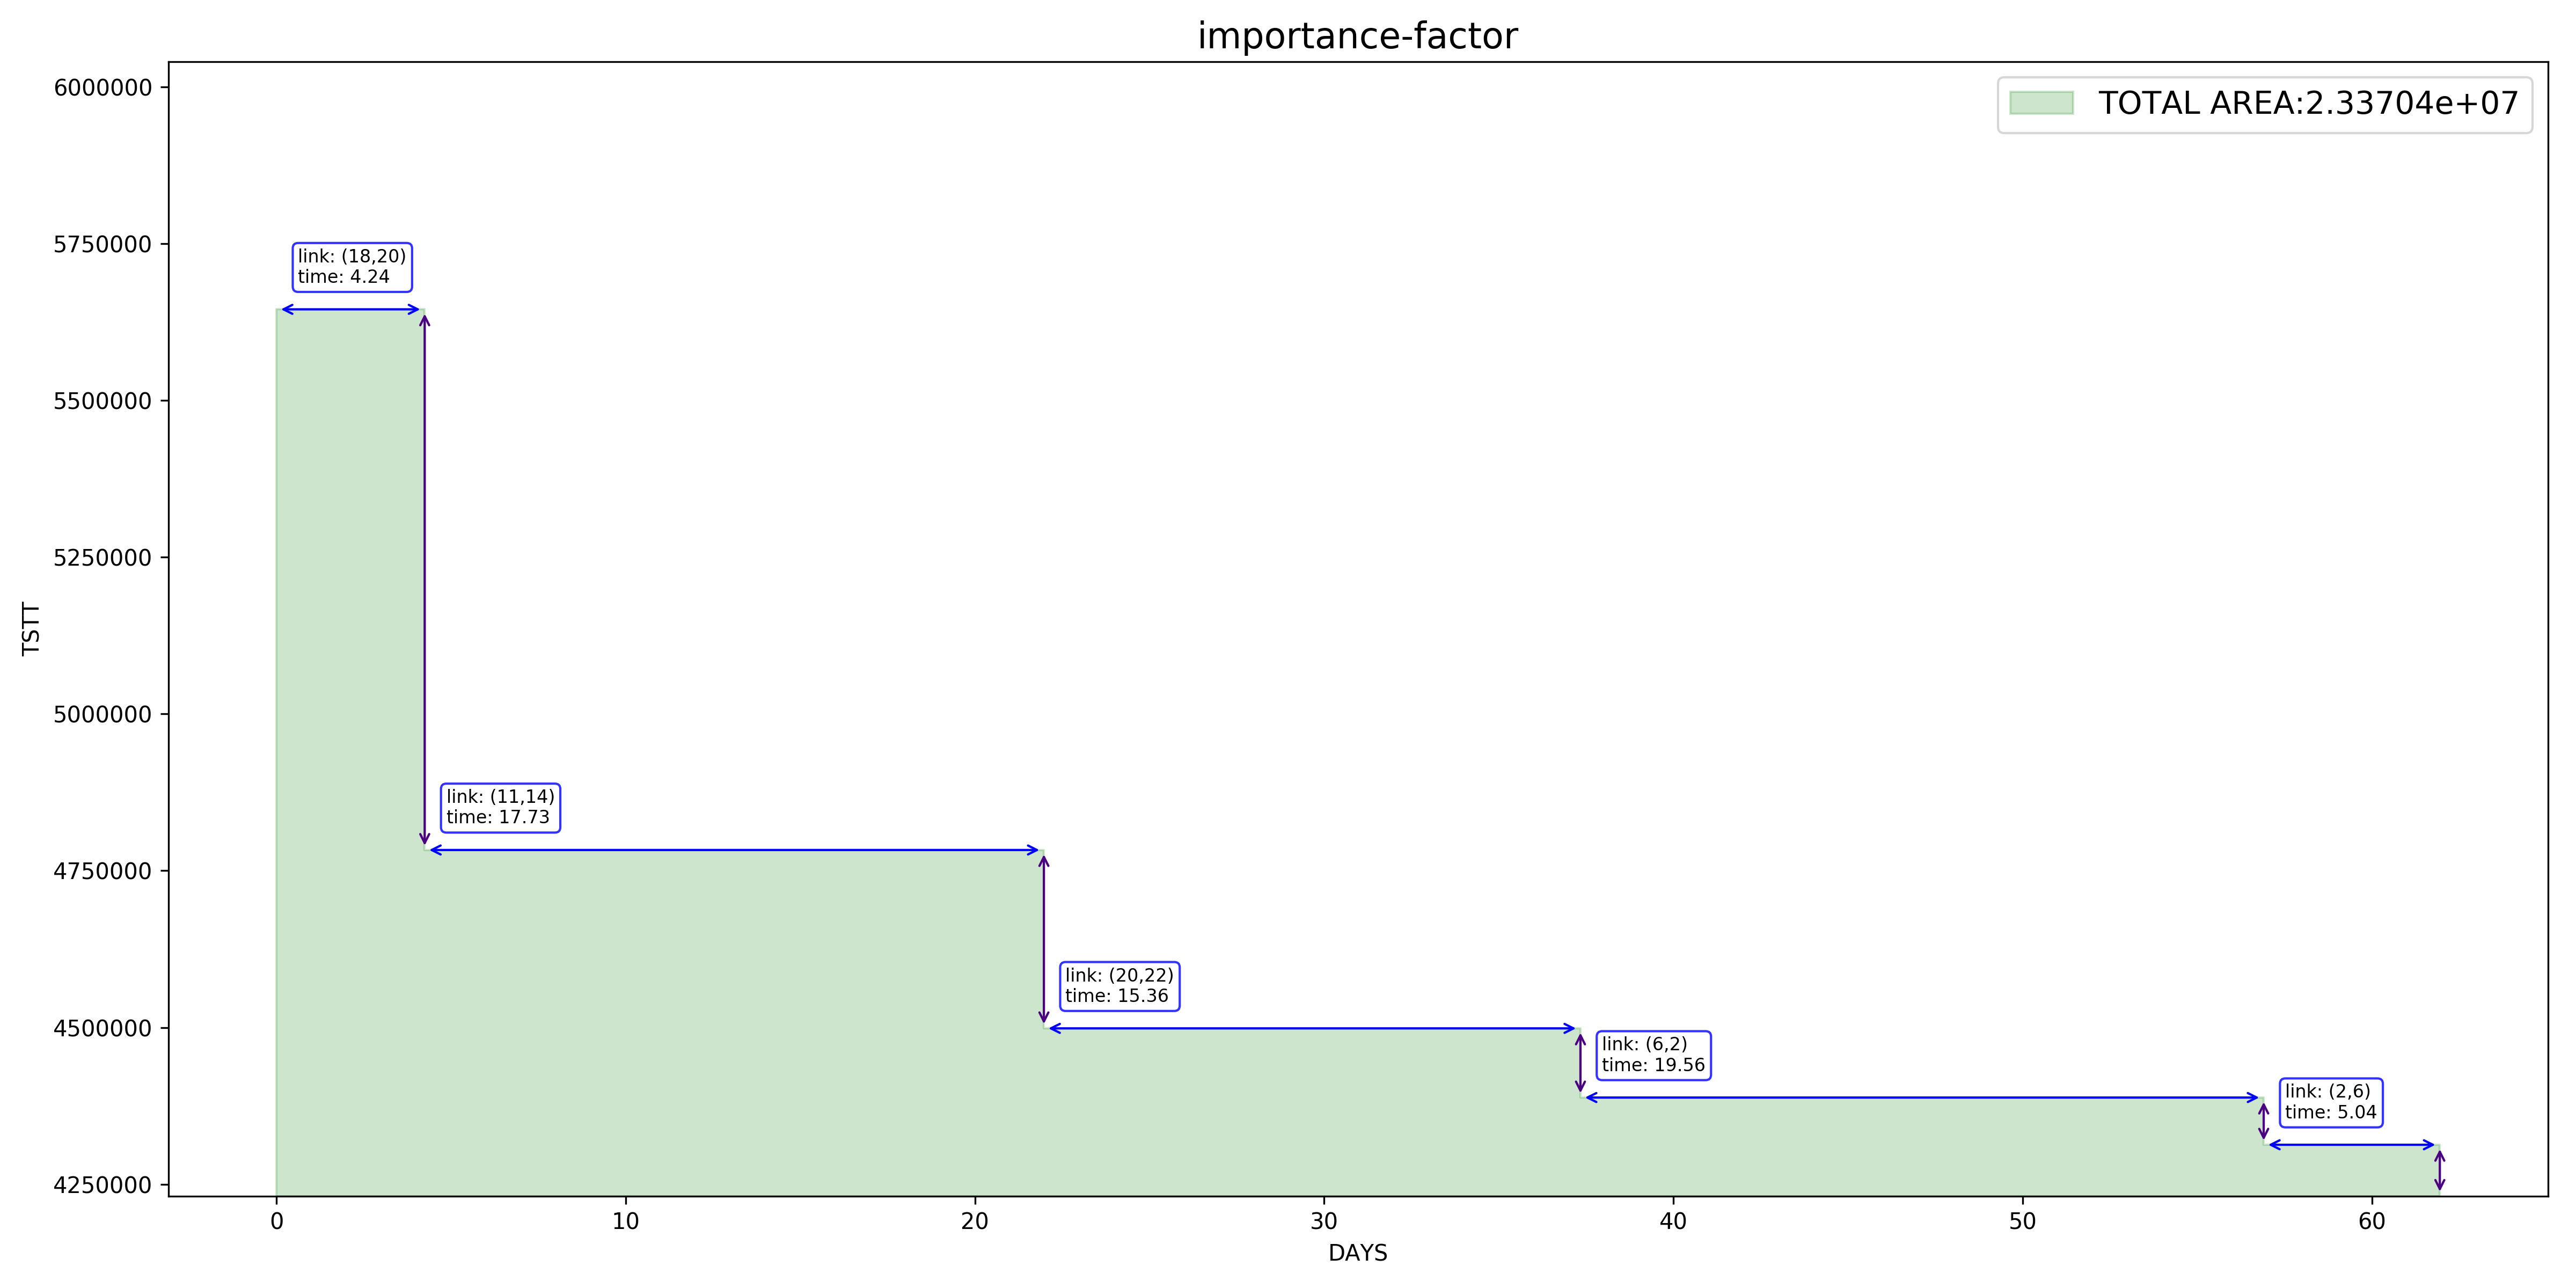 importance-factor
TOTAL AREA:2.33704e+07
TSTT
6000000
5750000
5500000
5250000
5000000
4750000
4500000
4250000
link: (18,20)
time: 4.24
link: (11,14)
time: 17.73
link: (20,22)
time: 15.36
link: (6,2)
time: 19.56
link: (2,6)
time: 5.04
0
10
20
30
40
50
60
DAYS